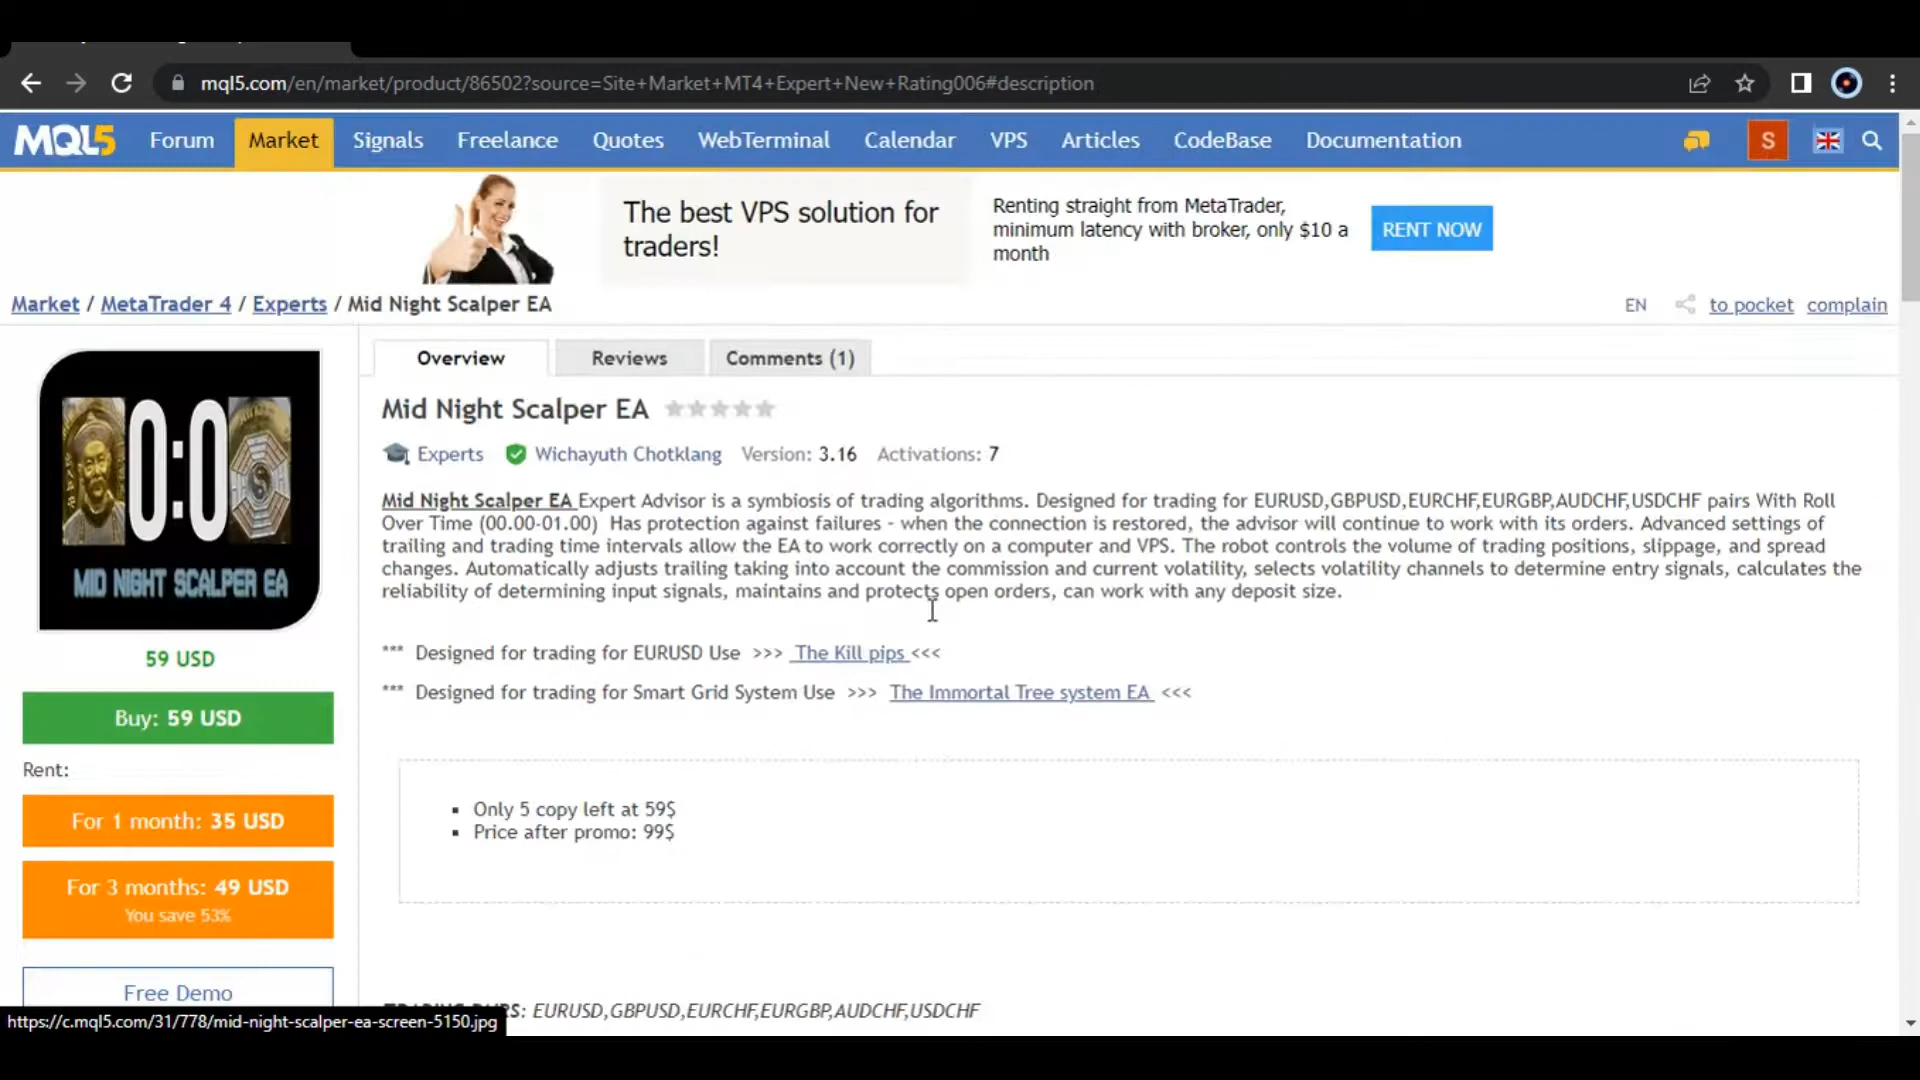 mql5.com/en/market/product/86502?source=Site+Market+MT4+Expert+New+Rating006#description
MQL5 Forum Market Signals Freelance Quotes WebTerminal Calendar VPS Articles CodeBase Documentation S
The best VPS solution for
traders!
Renting straight from MetaTrader,
minimum latency with broker, only $10 a
month
RENT NOW
Market / MetaTrader 4 / Experts / Mid Night Scalper EA
EN to pocket complain
0:0
MID NIGHT SCALPER EA
59 USD
Buy: 59 USD
Rent:
For 1 month: 35 USD
For 3 months: 49 USD
You save 53%
Free Demo
Overview Reviews Comments (1)
Mid Night Scalper EA
Experts Wichayuth Chotklang Version: 3.16 Activations: 7
Mid Night Scalper EA Expert Advisor is a symbiosis of trading algorithms. Designed for trading for EURUSD,GBPUSD,EURCHF,EURGBP,AUDCHF,USDCHF pairs With Roll
Over Time (00.00-01.00) Has protection against failures - when the connection is restored, the advisor will continue to work with its orders. Advanced settings of
trailing and trading time intervals allow the EA to work correctly on a computer and VPS. The robot controls the volume of trading positions, slippage, and spread
changes. Automatically adjusts trailing taking into account the commission and current volatility, selects volatility channels to determine entry signals, calculates the
reliability of determining input signals, maintains and protects open orders, can work with any deposit size.
*** Designed for trading for EURUSD Use >>> The Kill pips <<<
*** Designed for trading for Smart Grid System Use >>> The Immortal Tree system EA <<<
▪ Only 5 copy left at 59$
▪ Price after promo: 99$
EURUSD,GBPUSD,EURCHF,EURGBP,AUDCHF,USDCHF
https://c.mql5.com/31/778/mid-night-scalper-ea-screen-5150.jpg